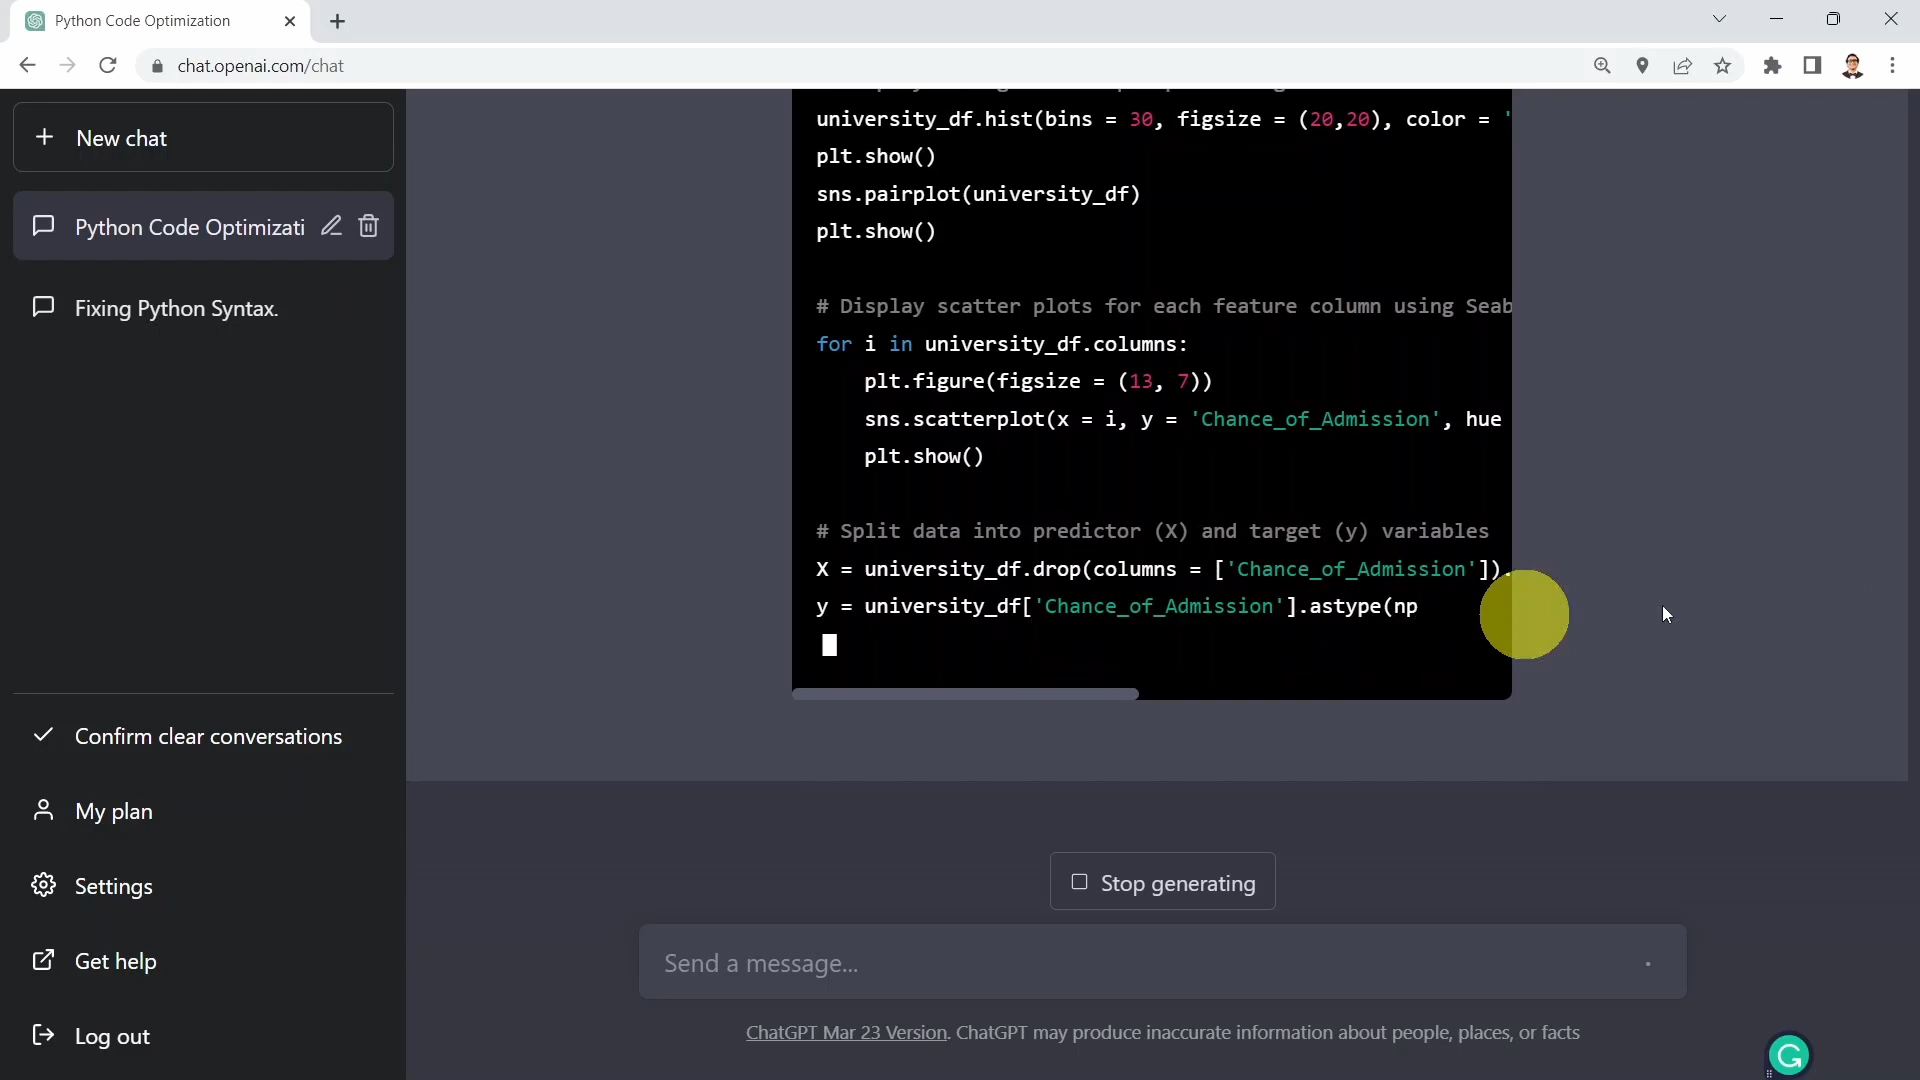 Python Code Optimization
chat.openai.com/chat
New chat
Python Code Optimizati
Fixing Python Syntax.
Confirm clear conversations
My plan
Settings
Get help
Log out
university_df.hist(bins = 30, figsize = (20,20), color = '
plt.show()
sns.pairplot(university_df)
plt.show()
# Display scatter plots for each feature column using Seab
for i in university_df.columns:
    plt.figure(figsize = (13, 7))
    sns.scatterplot(x = i, y = 'Chance_of_Admission', hue
    plt.show()
# Split data into predictor (X) and target (y) variables
X = university_df.drop(columns = ['Chance_of_Admission']).
y = university_df['Chance_of_Admission'].astype(np
Stop generating
Send a message...
ChatGPT Mar 23 Version. ChatGPT may produce inaccurate information about people, places, or facts